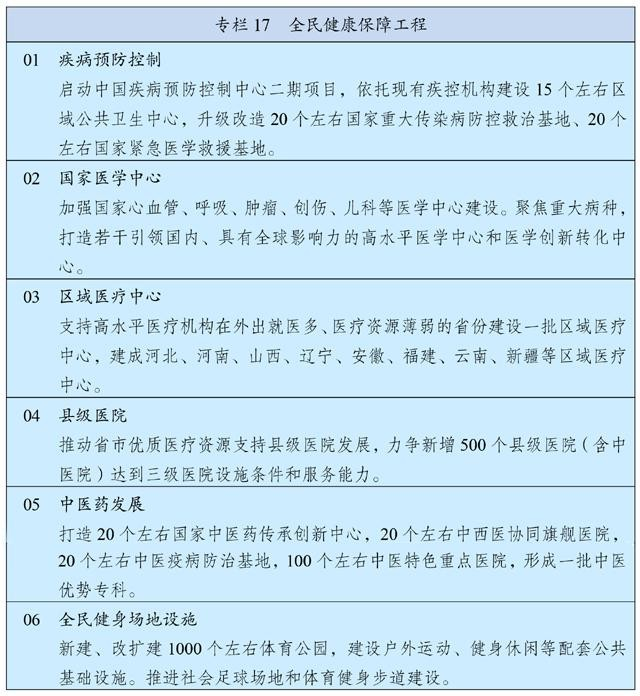 专栏17 全民健康保障工程
01 疾病预防控制
启动中国疾病预防控制中心二期项目，依托现有疾控机构建设15个左右区
域公共卫生中心，升级改造20个左右国家重大传染病防控救治基地、20个
左右国家紧急医学救援基地。
02 国家医学中心
加强国家心血管、呼吸、肿瘤、创伤、儿科等医学中心建设。聚焦重大病种，
打造若干引领国内、具有全球影响力的高水平医学中心和医学创新转化中
心。
03 区域医疗中心
支持高水平医疗机构在外出就医多、医疗资源薄弱的省份建设一批区域医疗
中心，建成河北、河南、山西、辽宁、安徽、福建、云南、新疆等区域医疗
中心。
04 县级医院
推动省市优质医疗资源支持县级医院发展，力争新增500个县级医院（含中
医院）达到三级医院设施条件和服务能力。
05 中医药发展
打造20个左右国家中医药传承创新中心，20个左右中西医协同旗舰医院，
20个左右中医疫病防治基地，100个左右中医特色重点医院，形成一批中医
优势专科。
06 全民健身场地设施
新建、改扩建1000个左右体育公园，建设户外运动、健身休闲等配套公共
基础设施。推进社会足球场地和体育健身步道建设。